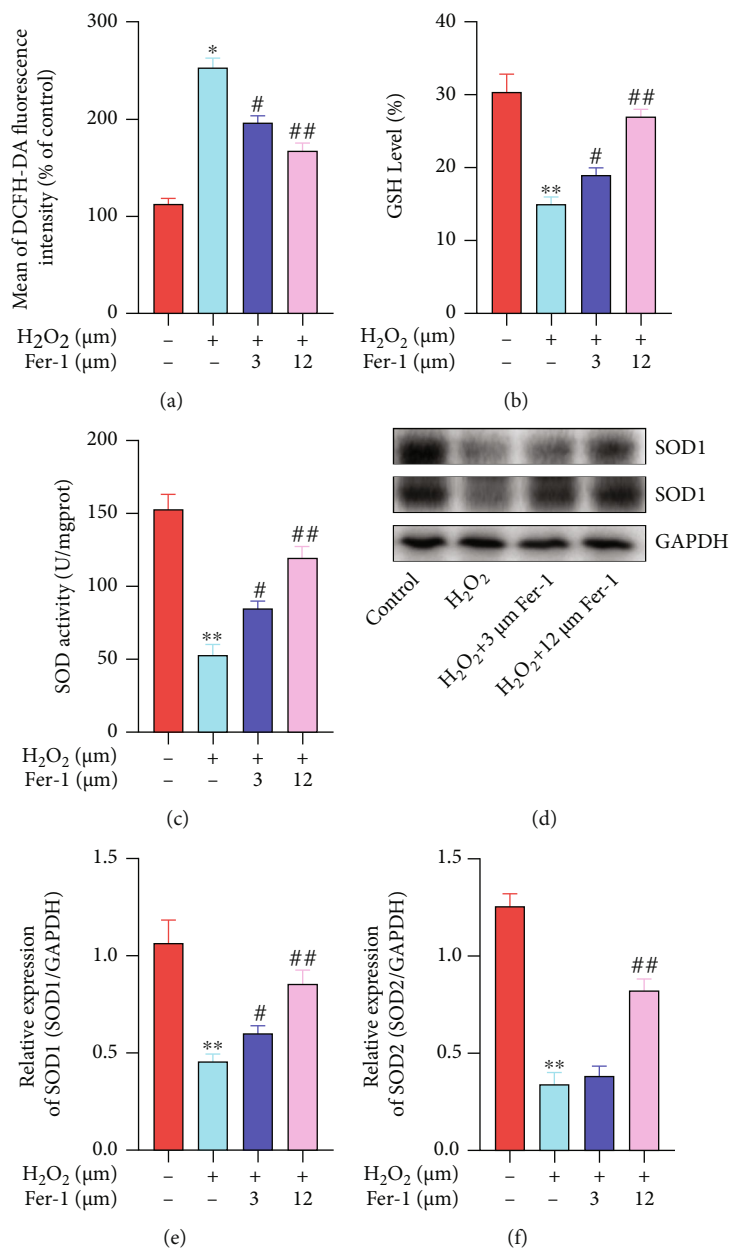 Mean of DCFH-DA fluorescence
intensity (% of control)
300
200
100
0
*
#
##
H₂O₂ (μm) – + + +
Fer-1 (μm) – – 3 12
(a)
GSH Level (%)
40
30
20
10
0
**
#
##
H₂O₂ (μm) – + + +
Fer-1 (μm) – – 3 12
(b)
SOD activity (U/mgprot)
200
150
100
50
0
**
#
##
H₂O₂ (μm) – + + +
Fer-1 (μm) – – 3 12
(c)
SOD1
SOD1
GAPDH
Control
H₂O₂
H₂O₂+3 μm Fer-1
H₂O₂+12 μm Fer-1
(d)
Relative expression
of SOD1 (SOD1/GAPDH)
1.5
1.0
0.5
0.0
**
#
##
H₂O₂ (μm) – + + +
Fer-1 (μm) – – 3 12
(e)
Relative expression
of SOD2 (SOD2/GAPDH)
1.5
1.0
0.5
0.0
**
##
H₂O₂ (μm) – + + +
Fer-1 (μm) – – 3 12
(f)